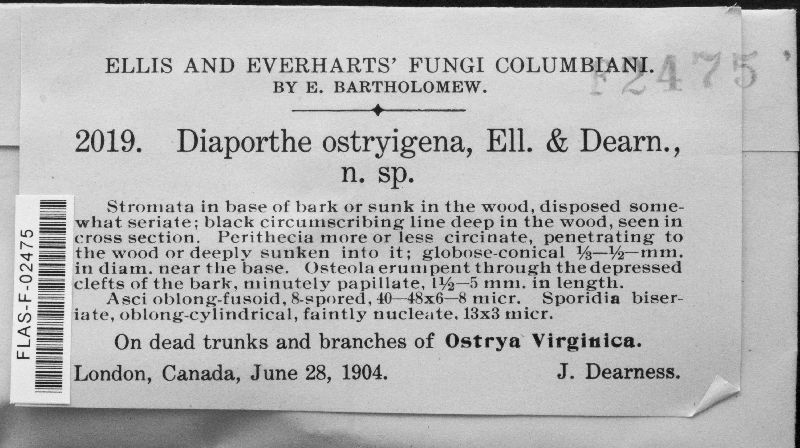 ELLIS AND EVERHARTS' FUNGI COLUMBIANI.
F2475
BY E. BARTHOLOMEW.
2019. Diaporthe ostryigena, Ell. & Dearn.,
n. sp.
Stromata in base of bark or sunk in the wood, disposed some-
what seriate; black circumscribing line deep in the wood, seen in
cross section. Perithecia more or less circinate, penetrating to
the wood or deeply sunken into it; globose-conical ⅓—½—mm.
in diam. near the base. Osteola erumpent through the depressed
clefts of the bark, minutely papillate, 1½—5 mm. in length.
Asci oblong-fusoid, 8-spored, 40—48x6—8 micr. Sporidia biser-
iate, oblong-cylindrical, faintly nucleate, 13x3 micr.
On dead trunks and branches of Ostrya Virginica.
London, Canada, June 28, 1904. J. Dearness.
FLAS-F-02475